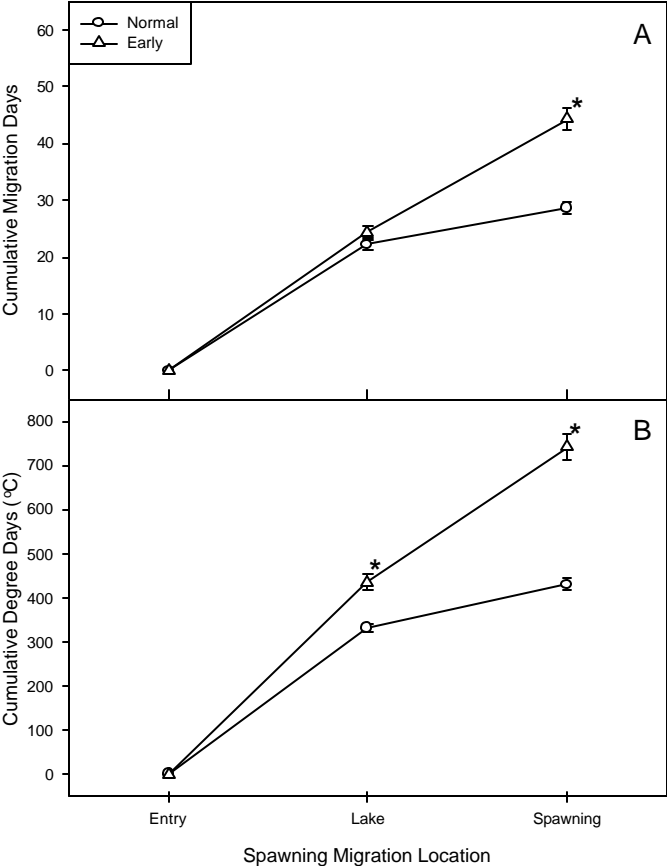 Normal
Early
A
60
50
40
30
20
10
0
Cumulative Migration Days
*
B
800
700
600
500
400
300
200
100
0
Cumulative Degree Days (°C)
*
*
Entry Lake Spawning
Spawning Migration Location